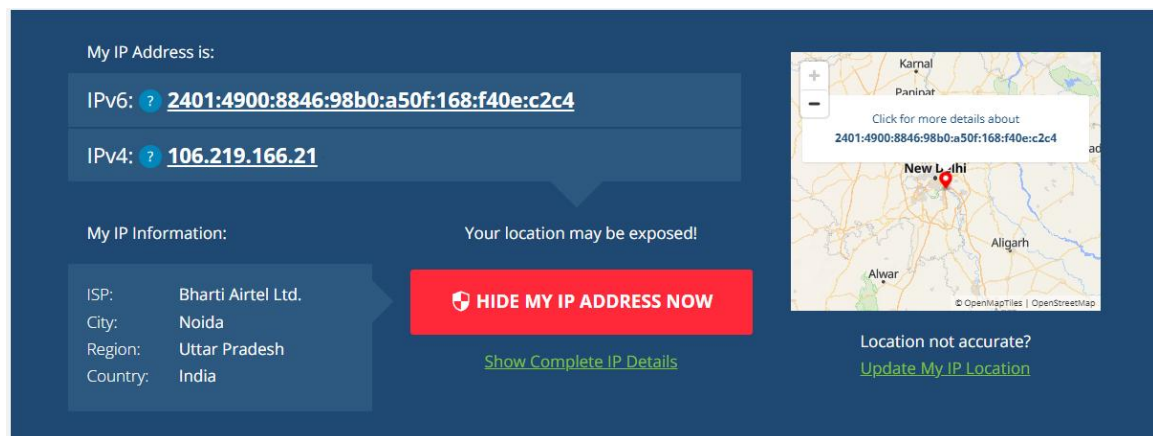 My IP Address is:
IPv6: ? 2401:4900:8846:98b0:a50f:168:f40e:c2c4
IPv4: ? 106.219.166.21
My IP Information:
ISP: Bharti Airtel Ltd.
City: Noida
Region: Uttar Pradesh
Country: India
Your location may be exposed!
HIDE MY IP ADDRESS NOW
Show Complete IP Details
+
−
Karnal
Panipat
Click for more details about
2401:4900:8846:98b0:a50f:168:f40e:c2c4
New
Aligarh
Alwar
© OpenMapTiles | OpenStreetMap
Location not accurate?
Update My IP Location